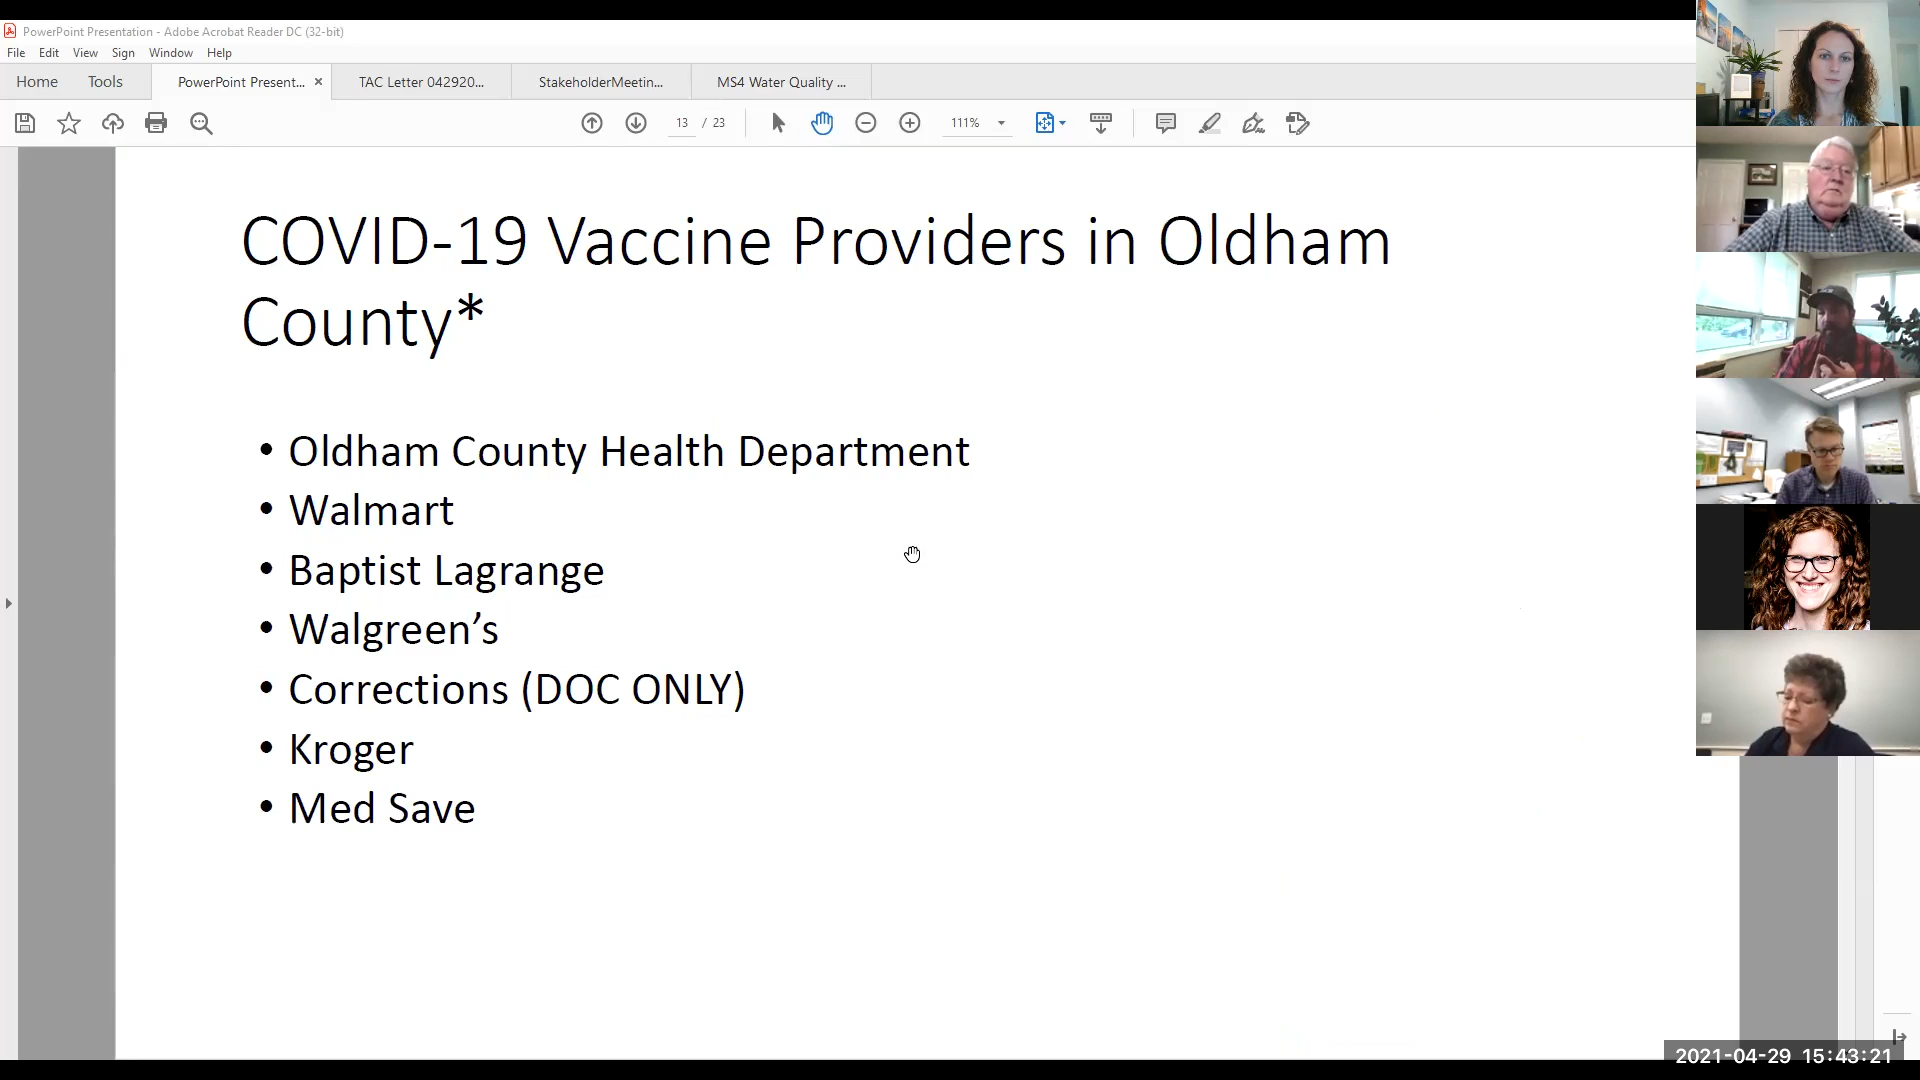 PowerPoint Presentation - Adobe Acrobat Reader DC (32-bit)
File Edit View Sign Window Help
Home Tools PowerPoint Present... × TAC Letter 042920... StakeholderMeetin... MS4 Water Quality ...
13 / 23 111%
COVID-19 Vaccine Providers in Oldham
County*
• Oldham County Health Department
• Walmart
• Baptist Lagrange
• Walgreen’s
• Corrections (DOC ONLY)
• Kroger
• Med Save
2021-04-29 15:43:21